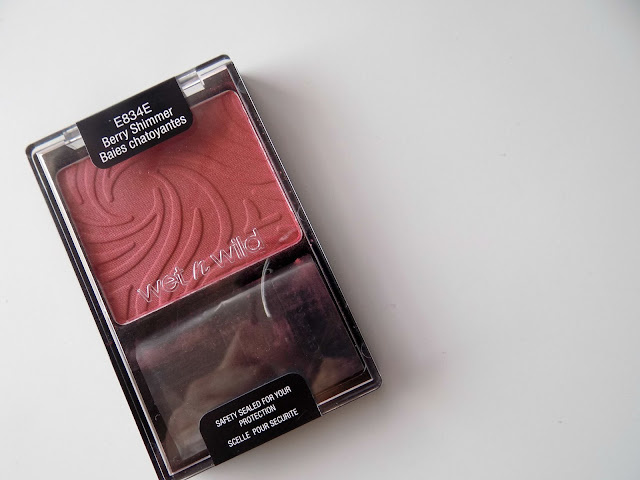 E834E
Berry Shimmer
Baies chatoyantes
wet n wild
SAFETY SEALED FOR YOUR
PROTECTION
SCELLE POUR SECURITE